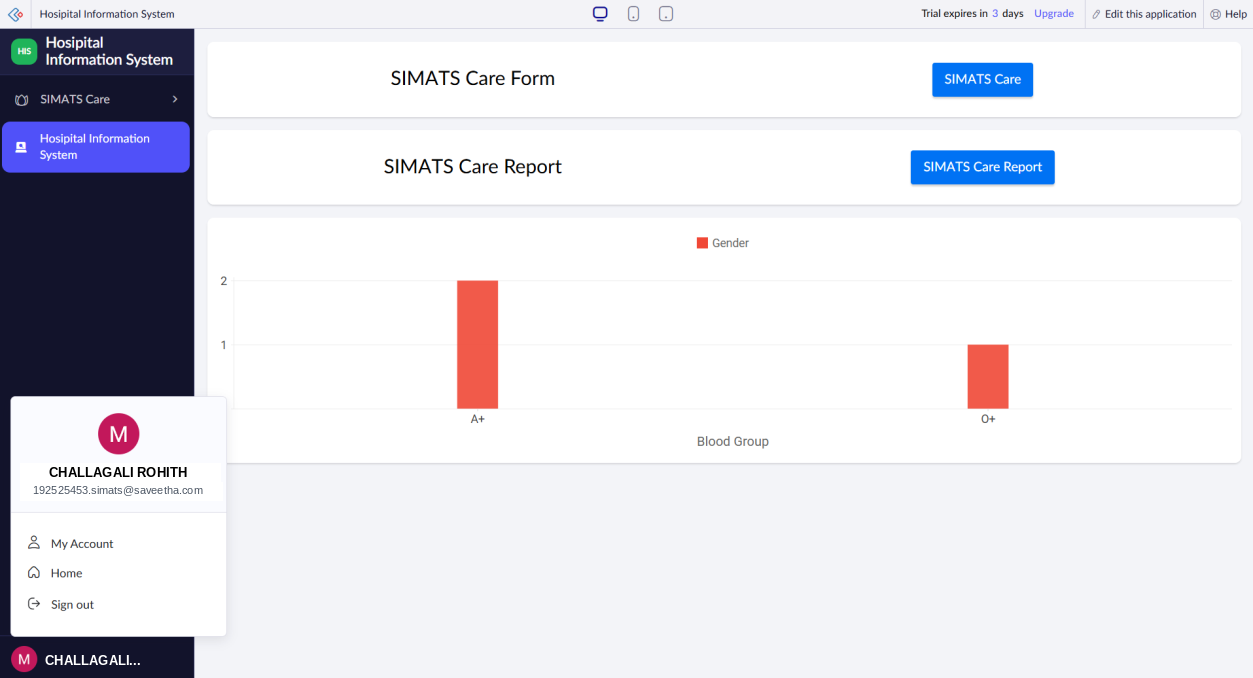 Hosipital Information System
Trial expires in 3 days Upgrade
Edit this application
Help
HIS
Hosipital
Information System
SIMATS Care
Hosipital Information
System
SIMATS Care Form
SIMATS Care
SIMATS Care Report
SIMATS Care Report
Gender
2
1
A+
O+
Blood Group
M
CHALLAGALI ROHITH
192525453.simats@saveetha.com
My Account
Home
Sign out
M
CHALLAGALI...